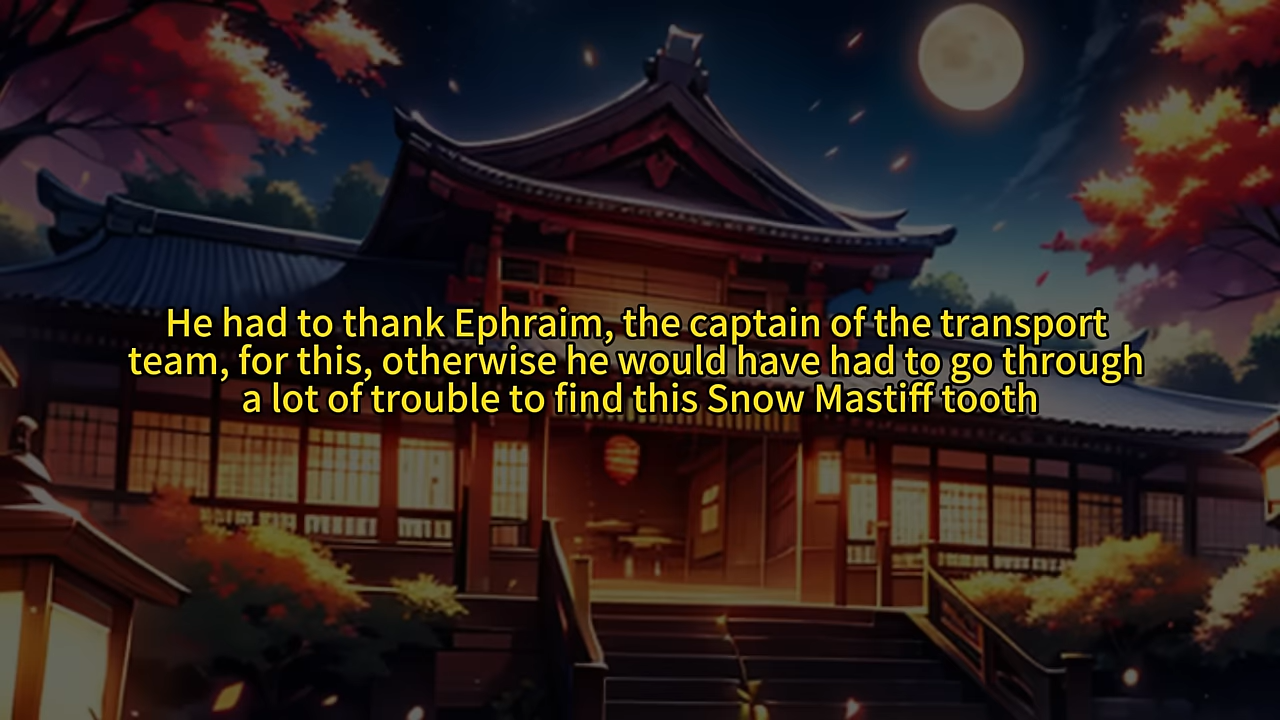 He had to thank Ephraim, the captain of the transport
team, for this, otherwise he would have had to go through
a lot of trouble to find this Snow Mastiff tooth